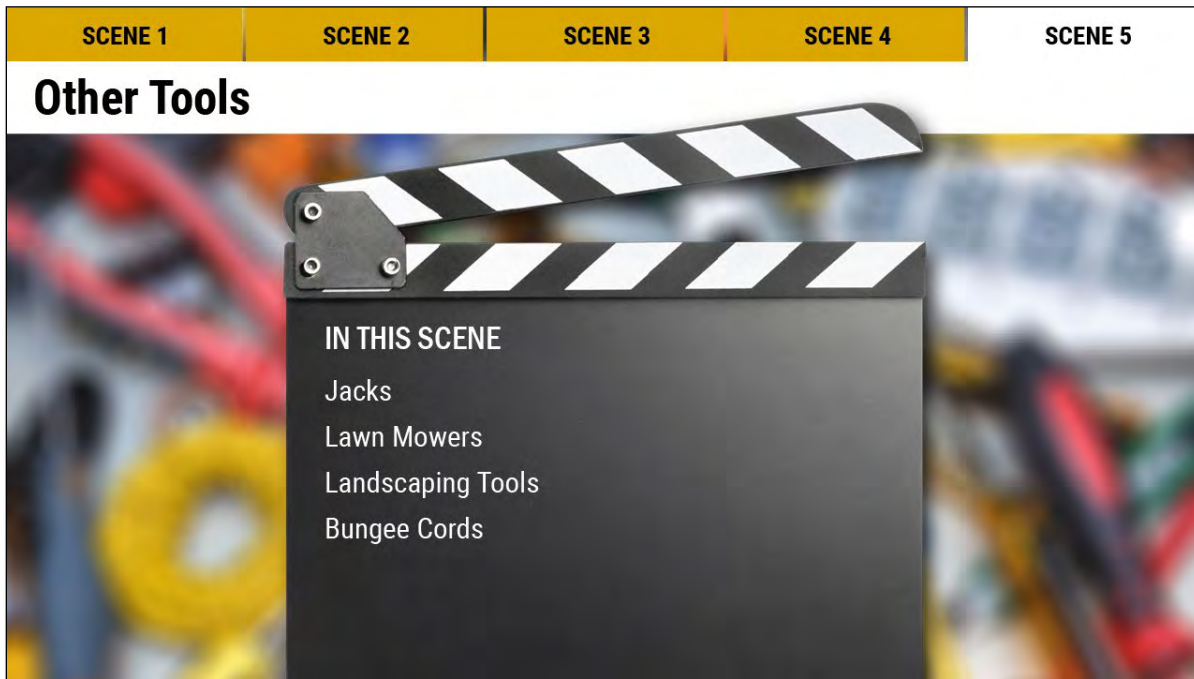 SCENE 1 SCENE 2 SCENE 3 SCENE 4 SCENE 5
Other Tools
IN THIS SCENE
Jacks
Lawn Mowers
Landscaping Tools
Bungee Cords